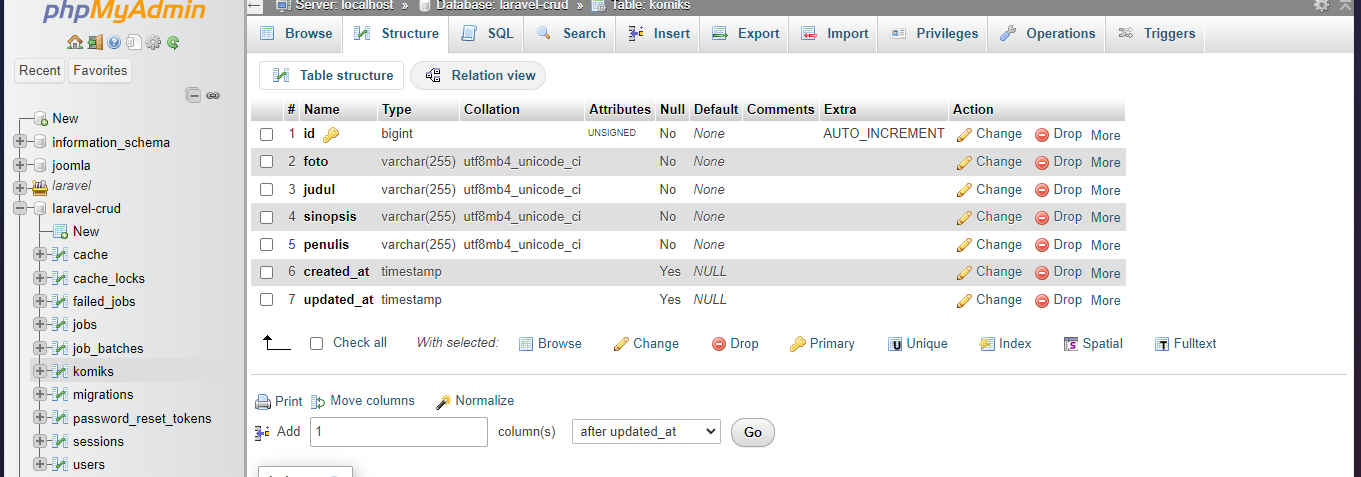 phpMyAdmin
Recent Favorites
New
information_schema
joomla
laravel
laravel-crud
New
cache
cache_locks
failed_jobs
jobs
job_batches
komiks
migrations
password_reset_tokens
sessions
users
Server: localhost » Database: laravel-crud » Table: komiks
Browse Structure SQL Search Insert Export Import Privileges Operations Triggers
Table structure Relation view
# Name Type Collation Attributes Null Default Comments Extra Action
1 id bigint UNSIGNED No None AUTO_INCREMENT Change Drop More
2 foto varchar(255) utf8mb4_unicode_ci No None Change Drop More
3 judul varchar(255) utf8mb4_unicode_ci No None Change Drop More
4 sinopsis varchar(255) utf8mb4_unicode_ci No None Change Drop More
5 penulis varchar(255) utf8mb4_unicode_ci No None Change Drop More
6 created_at timestamp Yes NULL Change Drop More
7 updated_at timestamp Yes NULL Change Drop More
Check all With selected: Browse Change Drop Primary Unique Index Spatial Fulltext
Print Move columns Normalize
Add 1 column(s) after updated_at Go